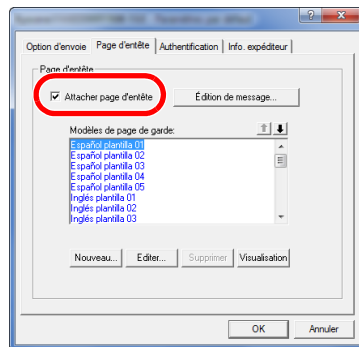 Option d'envoie Page d'entête Authentification Info. expéditeur
Page d'entête
Attacher page d'entête Édition de message...
Modèles de page de garde:
Español plantilla 01
Español plantilla 02
Español plantilla 03
Español plantilla 04
Español plantilla 05
Inglés plantilla 01
Inglés plantilla 02
Inglés plantilla 03
Nouveau... Editer... Supprimer Visualisation
OK Annuler